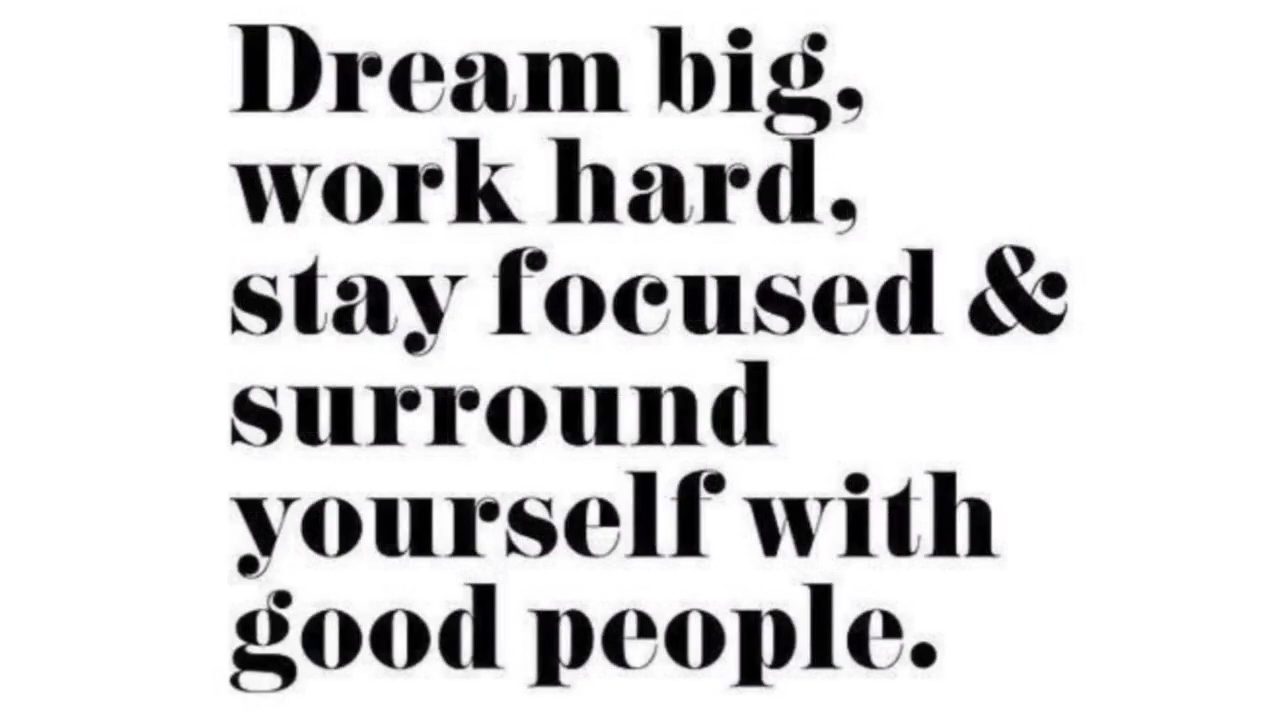 Dream big,
work hard,
stay focused &
surround
yourself with
good people.